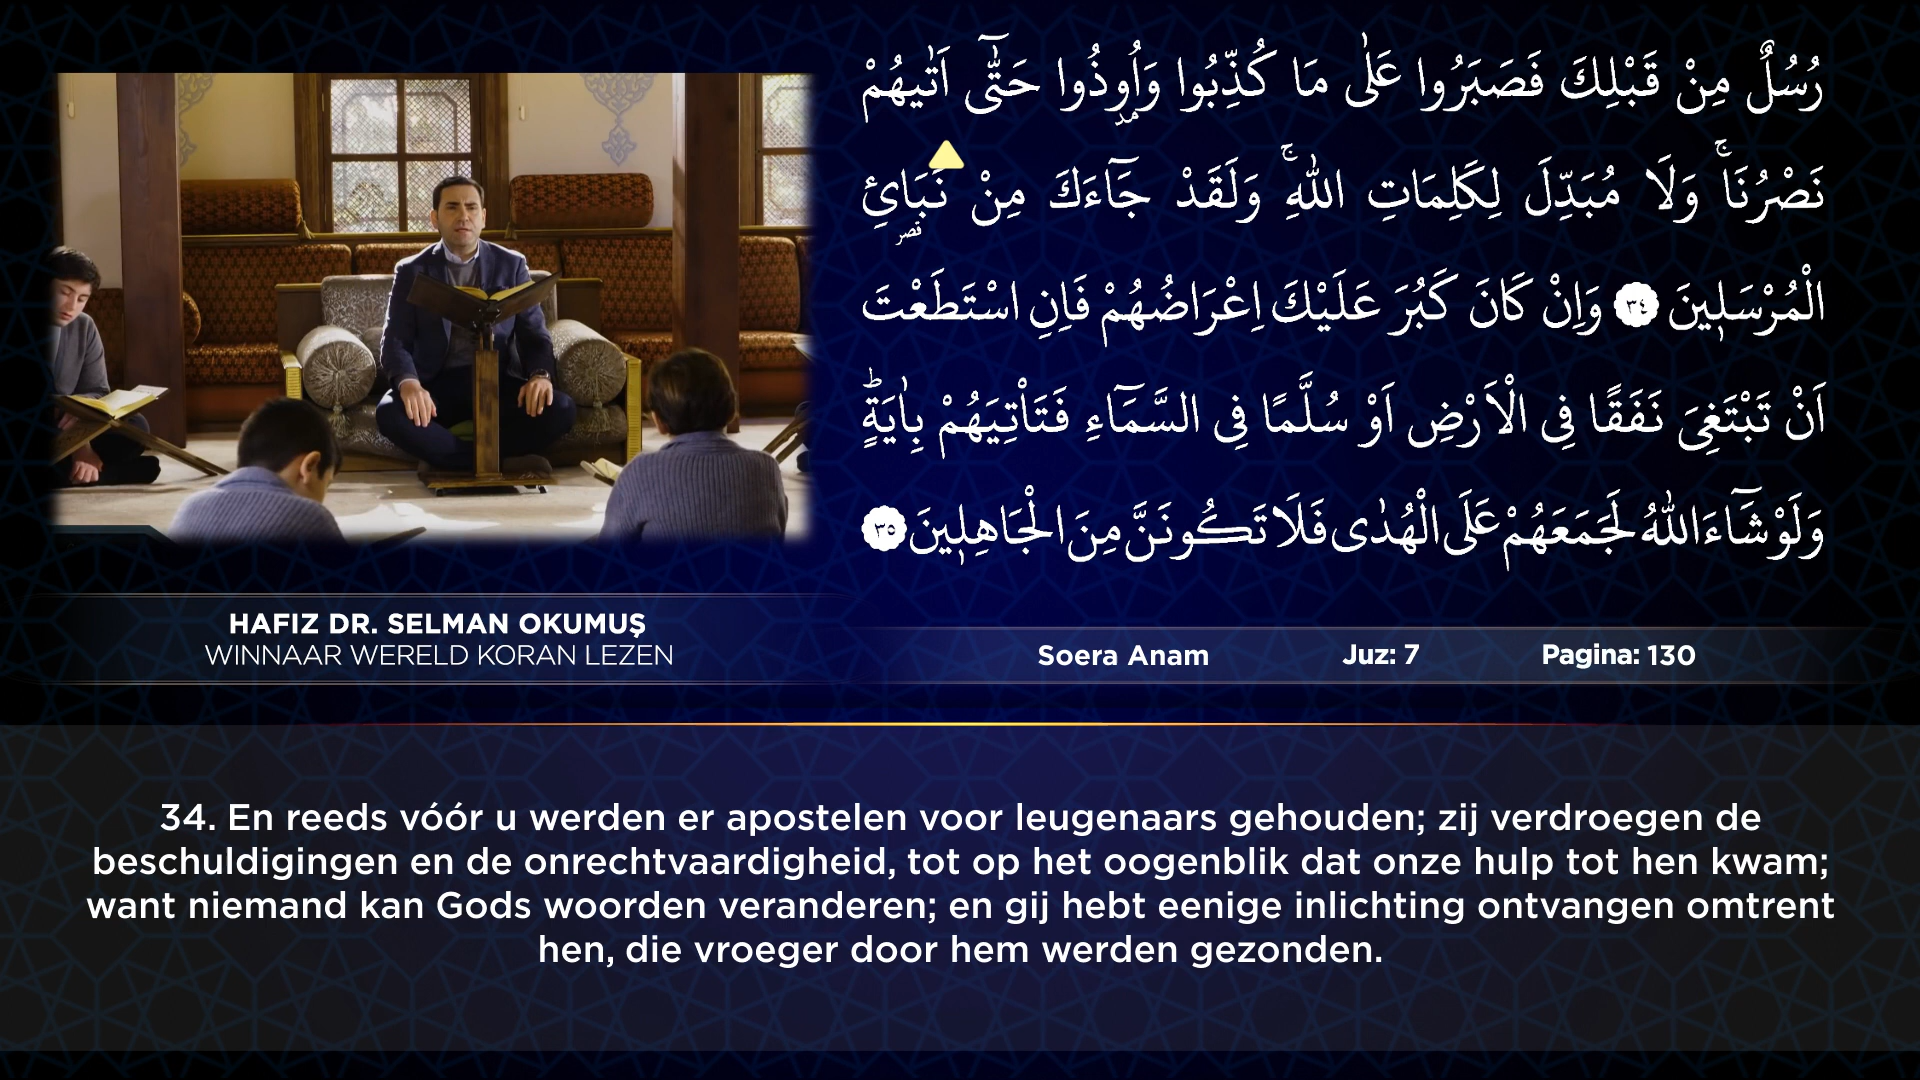 رُسُلٌ مِنْ قَبْلِكَ فَصَبَرُوا عَلٰى مَا كُذِّبُوا وَاُو۫ذُوا حَتّٰٓى اَتٰيهُمْ
نَصْرُنَاۚ وَلَا مُبَدِّلَ لِكَلِمَاتِ اللّٰهِۚ وَلَقَدْ جَٓاءَكَ مِنْ نَبَا۬ئِ
الْمُرْسَل۪ينَ ٣٤ وَاِنْ كَانَ كَبُرَ عَلَيْكَ اِعْرَاضُهُمْ فَاِنِ اسْتَطَعْتَ
اَنْ تَبْتَغِيَ نَفَقًا فِى الْاَرْضِ اَوْ سُلَّمًا فِى السَّمَٓاءِ فَتَاْتِيَهُمْ بِاٰيَةٍۜ
وَلَوْ شَٓاءَ اللّٰهُ لَجَمَعَهُمْ عَلَى الْهُدٰى فَلَا تَكُونَنَّ مِنَ الْجَاهِل۪ينَ ٣٥
HAFIZ DR. SELMAN OKUMUŞ
WINNAAR WERELD KORAN LEZEN
Soera Anam Juz: 7 Pagina: 130
34. En reeds vóór u werden er apostelen voor leugenaars gehouden; zij verdroegen de
beschuldigingen en de onrechtvaardigheid, tot op het oogenblik dat onze hulp tot hen kwam;
want niemand kan Gods woorden veranderen; en gij hebt eenige inlichting ontvangen omtrent
hen, die vroeger door hem werden gezonden.